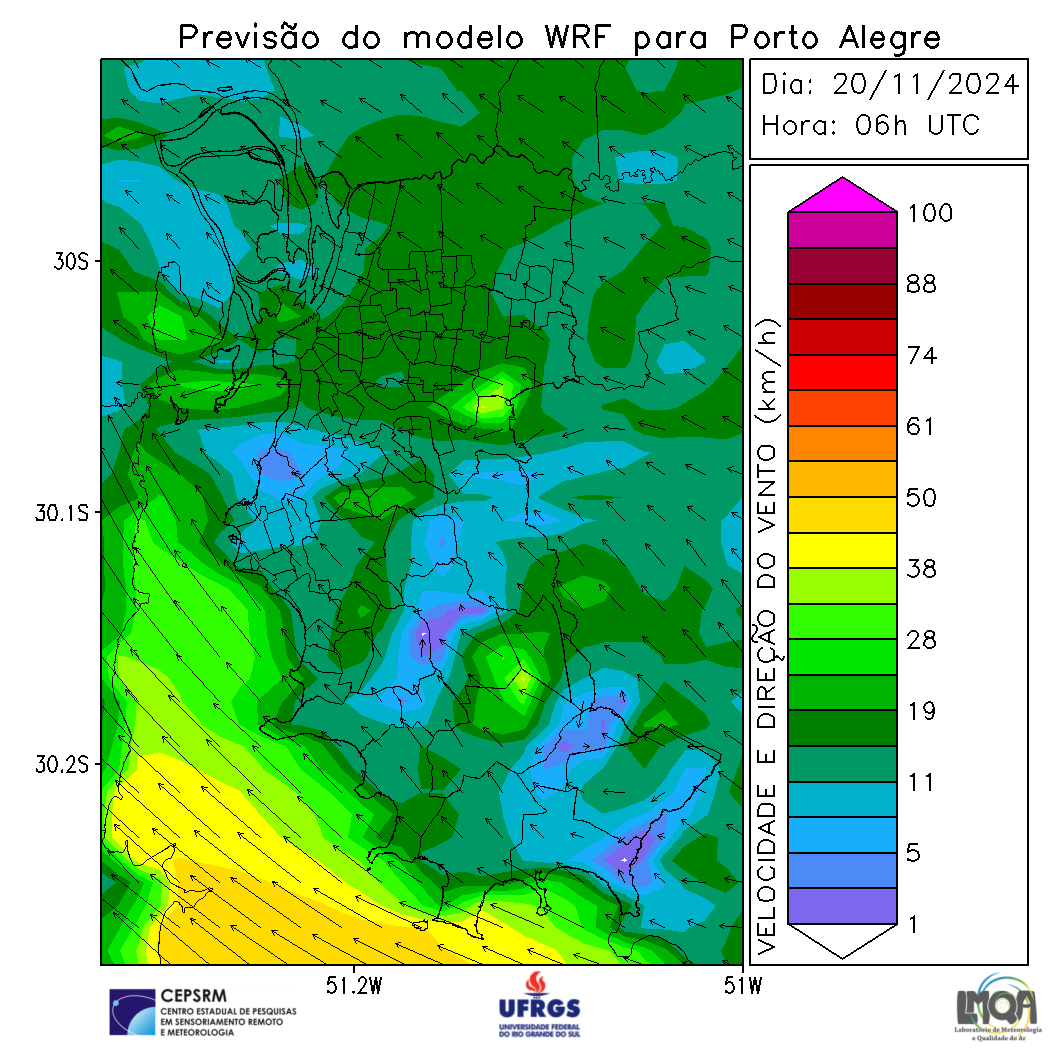 Previsão do modelo WRF para Porto Alegre
Dia: 20/11/2024
Hora: 06h UTC
30S
30.1S
30.2S
51.2W
51W
VELOCIDADE E DIREÇÃO DO VENTO (km/h)
100
88
74
61
50
38
28
19
11
5
1
CEPSRM
CENTRO ESTADUAL DE PESQUISAS
EM SENSORIAMENTO REMOTO
E METEOROLOGIA
UFRGS
UNIVERSIDADE FEDERAL
DO RIO GRANDE DO SUL
LMQA
Laboratório de Meteorologia
e Qualidade do Ar